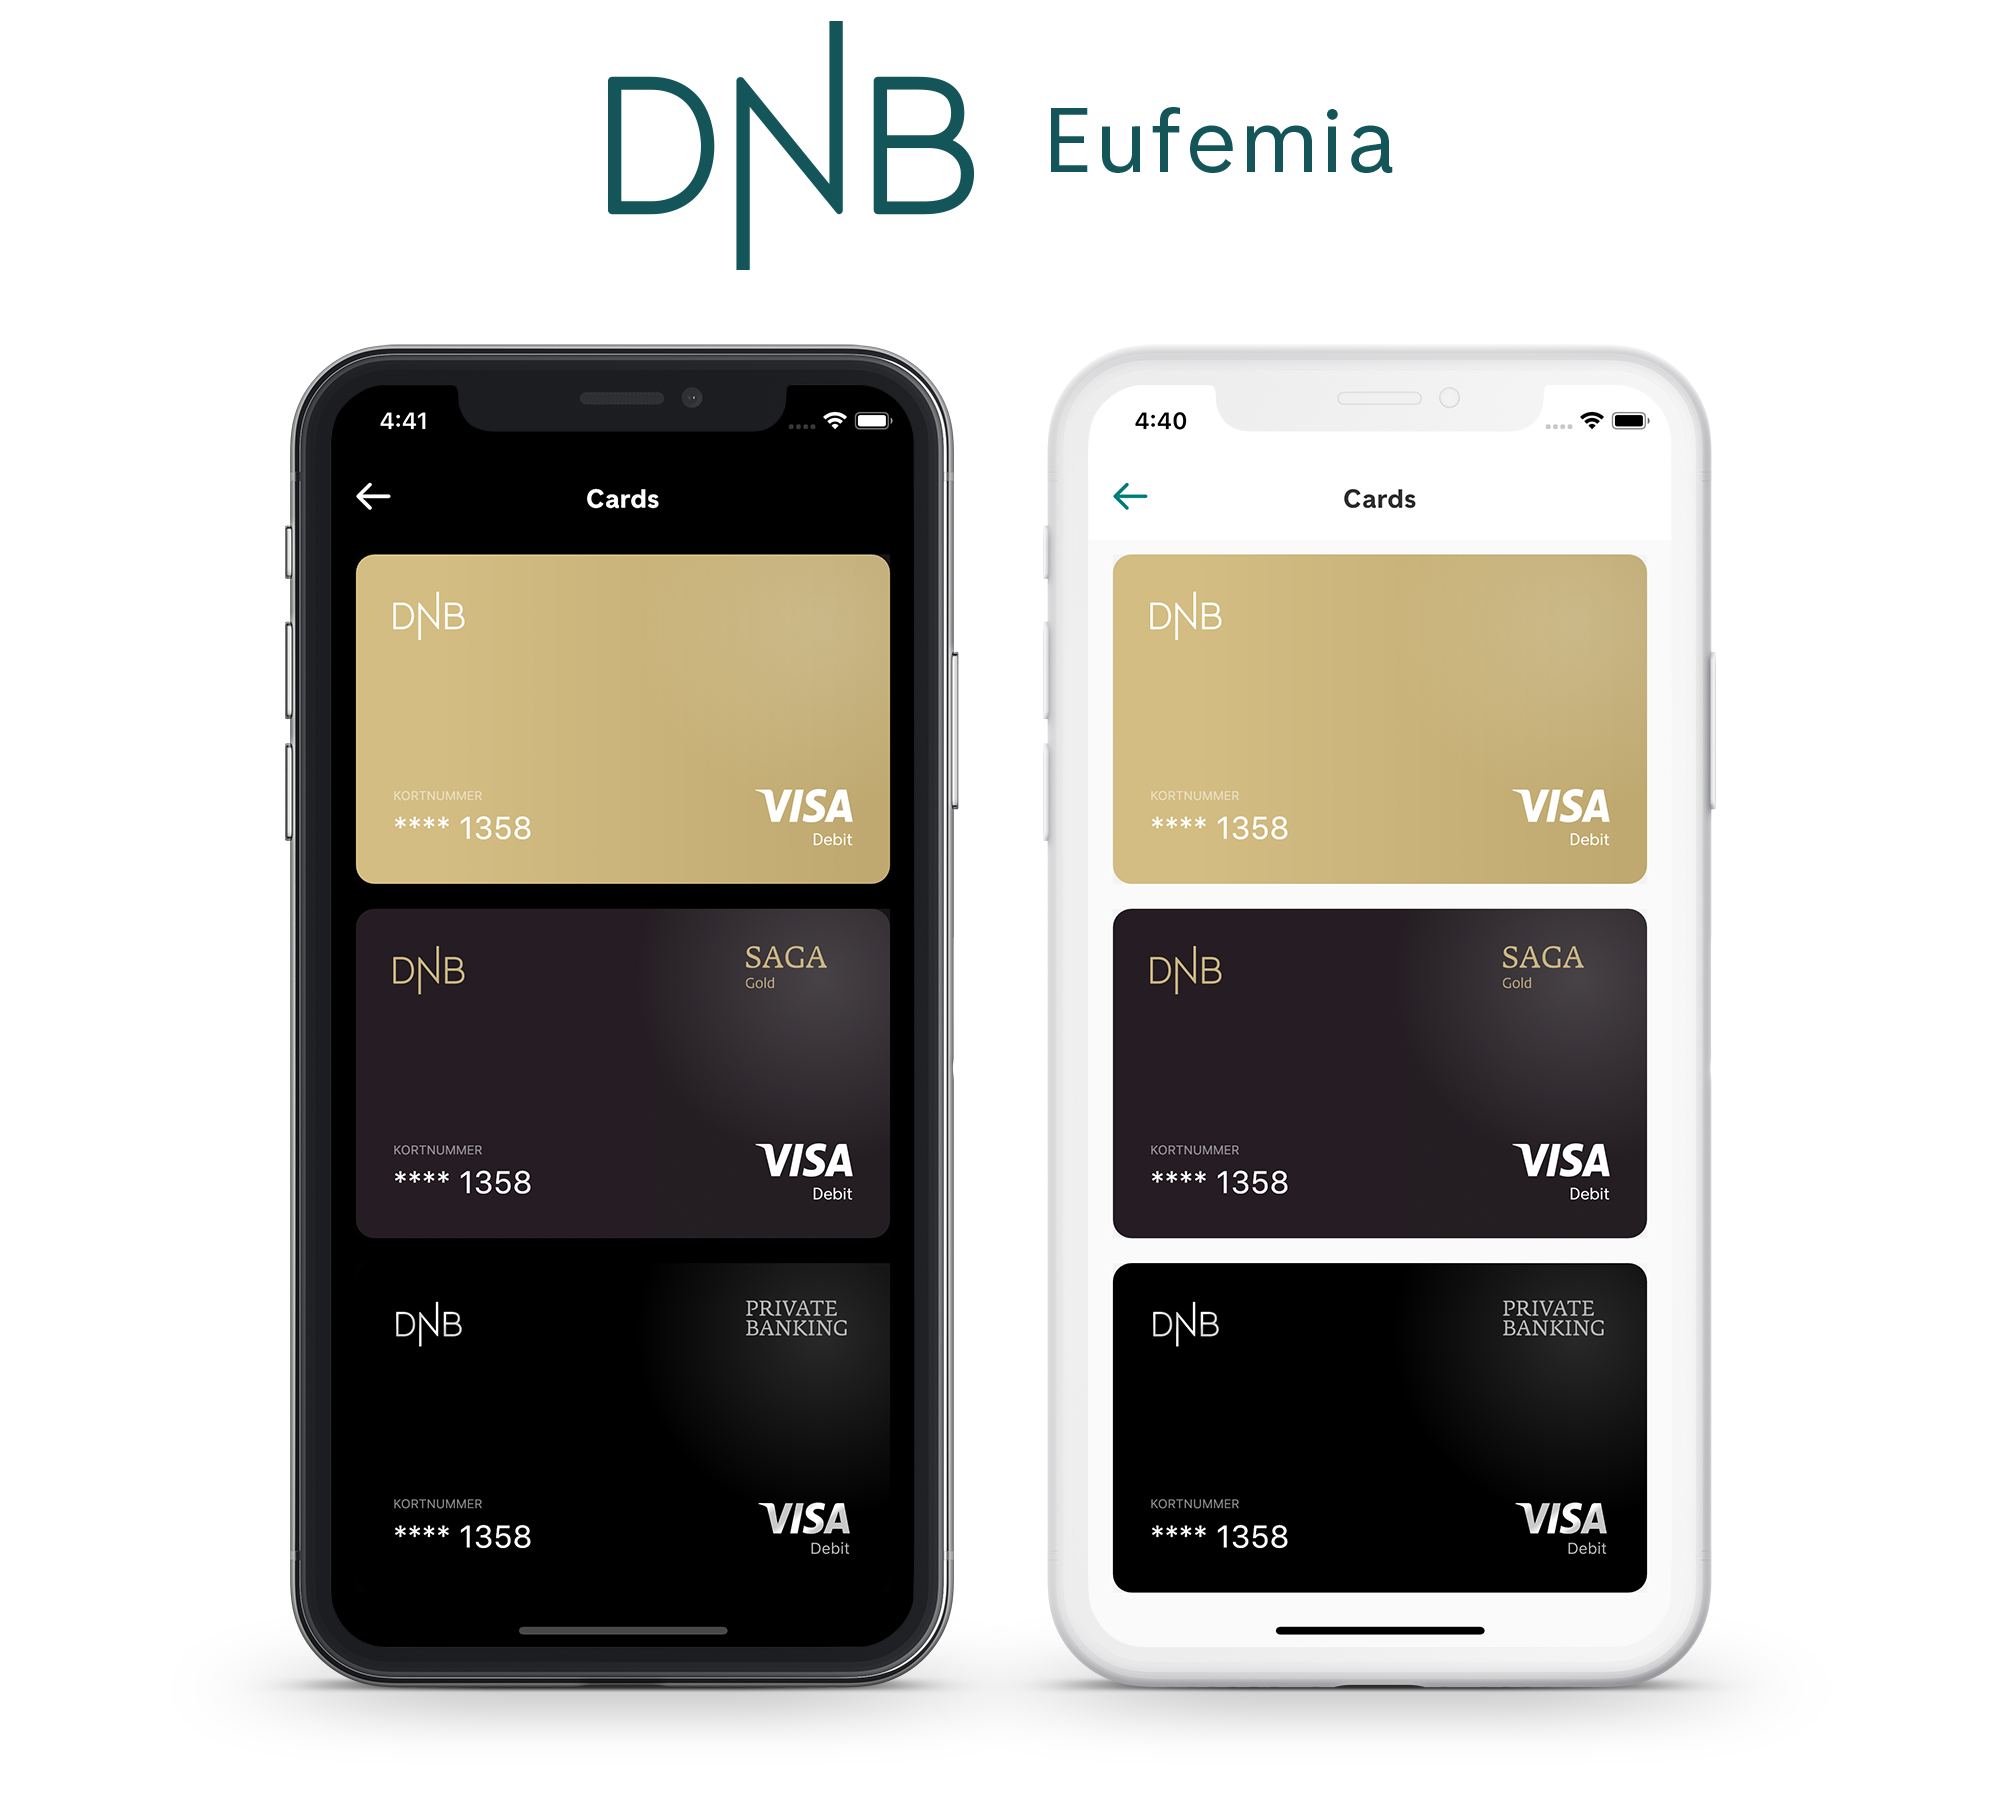 DNB Eufemia
4:41
Cards
DNB
KORTNUMMER
**** 1358
VISA
Debit
DNB
SAGA
Gold
KORTNUMMER
**** 1358
VISA
Debit
DNB
PRIVATE
BANKING
KORTNUMMER
**** 1358
VISA
Debit
4:40
Cards
DNB
KORTNUMMER
**** 1358
VISA
Debit
DNB
SAGA
Gold
KORTNUMMER
**** 1358
VISA
Debit
DNB
PRIVATE
BANKING
KORTNUMMER
**** 1358
VISA
Debit